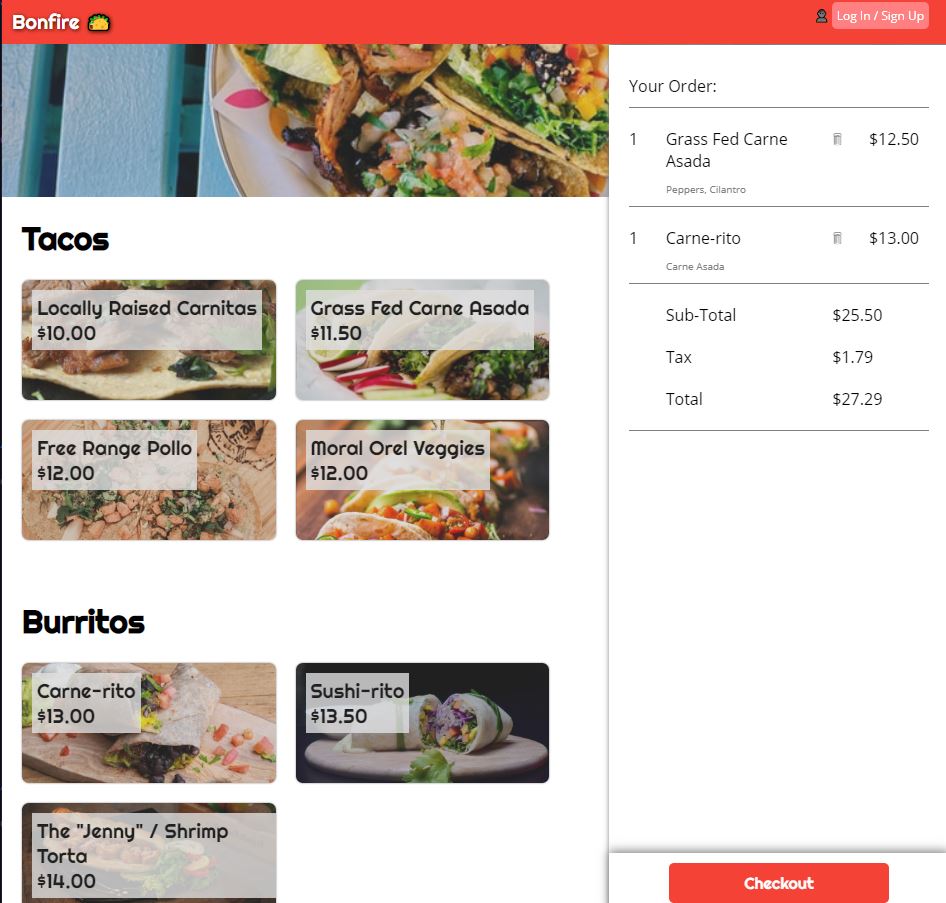 Bonfire
Log In / Sign Up
Tacos
Locally Raised Carnitas
$10.00
Grass Fed Carne Asada
$11.50
Free Range Pollo
$12.00
Moral Orel Veggies
$12.00
Burritos
Carne-rito
$13.00
Sushi-rito
$13.50
The "Jenny" / Shrimp
Torta
$14.00
Your Order:
1 Grass Fed Carne $12.50
Asada
Peppers, Cilantro
1 Carne-rito $13.00
Carne Asada
Sub-Total $25.50
Tax $1.79
Total $27.29
Checkout